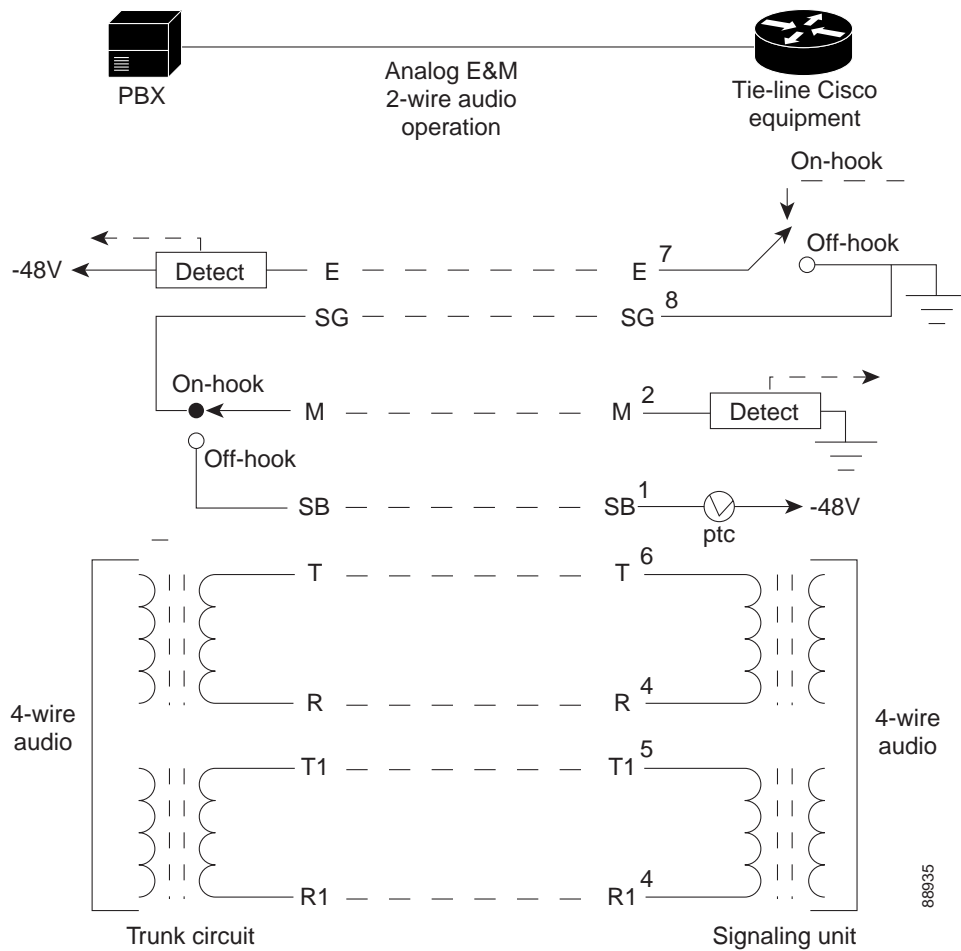 PBX
Analog E&M
2-wire audio
operation
Tie-line Cisco
equipment
On-hook
Off-hook
-48V
Detect
E
E
7
SG
SG
8
On-hook
M
M
2
Detect
Off-hook
SB
SB
1
ptc
-48V
T
T
6
R
R
4
4-wire
audio
4-wire
audio
T1
T1
5
R1
R1
4
88935
Trunk circuit
Signaling unit